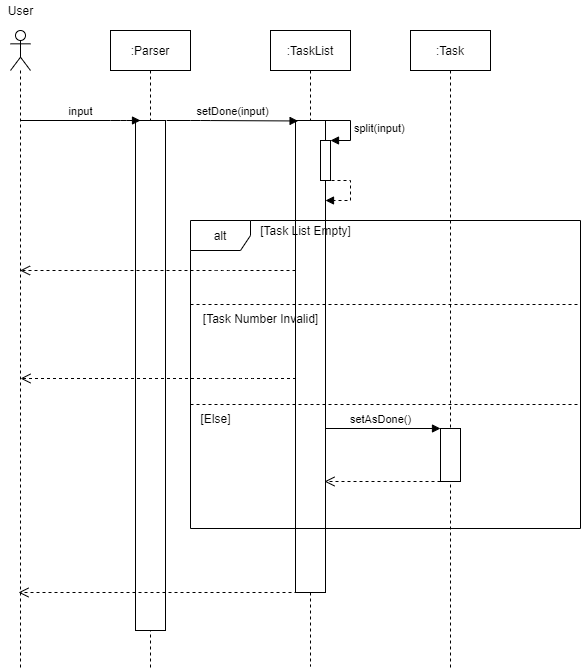 User
:Parser
:TaskList
:Task
input
setDone(input)
split(input)
alt
[Task List Empty]
[Task Number Invalid]
[Else]
setAsDone()